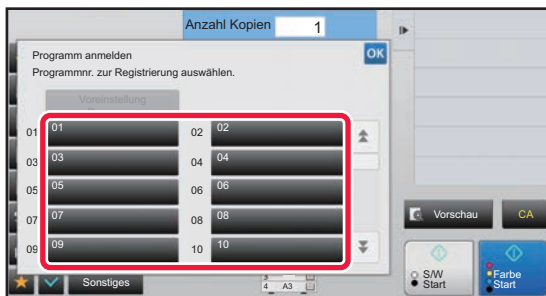 Anzahl Kopien 1
Programm anmelden OK
Programmnr. zur Registrierung auswählen.
Voreinstellung
01 01 02 02
03 03 04 04
05 05 06 06
07 07 08 08
09 09 10 10
Vorschau CA
Sonstiges
4 A3
S/W
Start
Farbe
Start